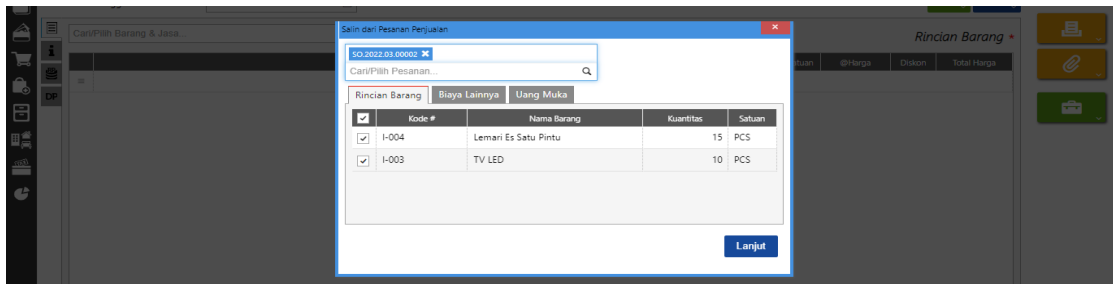 Salin dari Pesanan Penjualan
Cari/Pilih Barang & Jasa...
Rincian Barang *
SO.2022.03.00002
Cari/Pilih Pesanan...
@Harga Diskon Total Harga
DP
Rincian Barang Biaya Lainnya Uang Muka
Kode # Nama Barang Kuantitas Satuan
I-004 Lemari Es Satu Pintu 15 PCS
I-003 TV LED 10 PCS
Lanjut